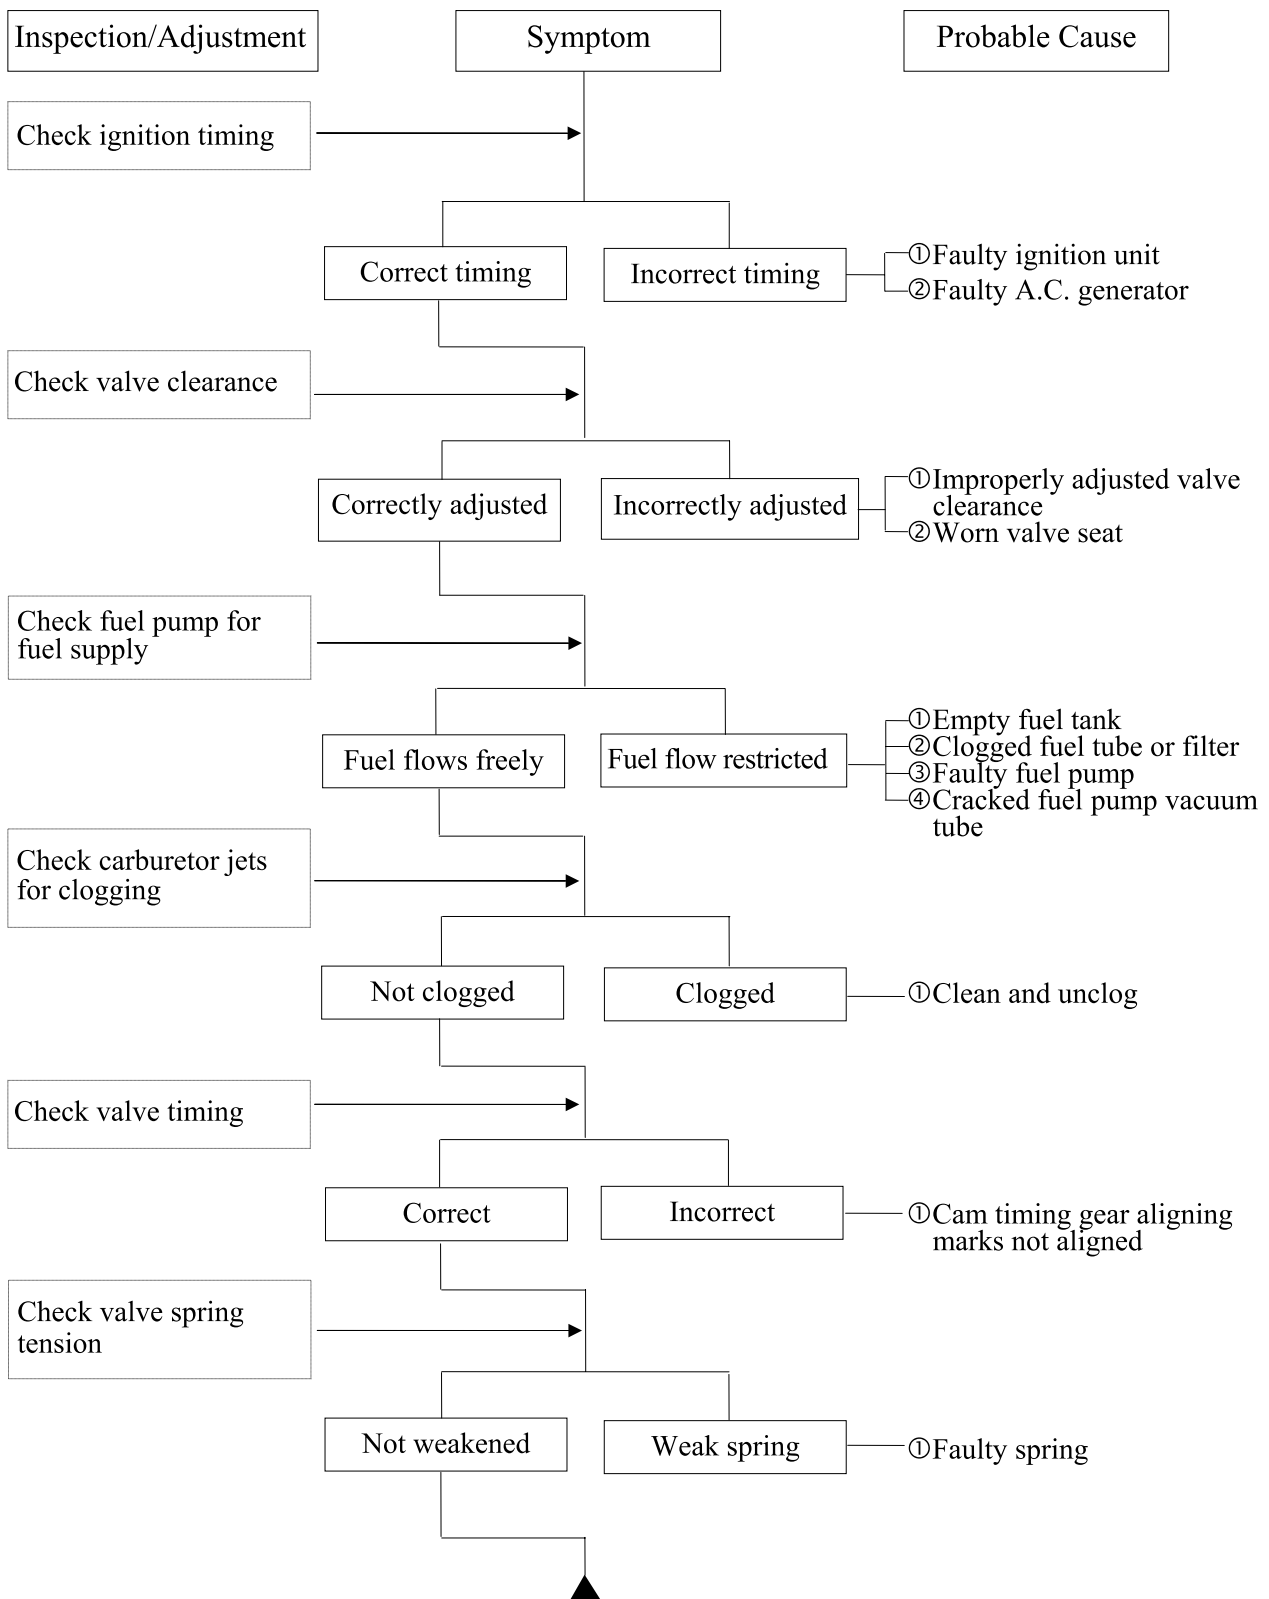 Inspection/Adjustment
Symptom
Probable Cause
Check ignition timing
Correct timing
Incorrect timing
①Faulty ignition unit
②Faulty A.C. generator
Check valve clearance
Correctly adjusted
Incorrectly adjusted
①Improperly adjusted valve
clearance
②Worn valve seat
Check fuel pump for
fuel supply
Fuel flows freely
Fuel flow restricted
①Empty fuel tank
②Clogged fuel tube or filter
③Faulty fuel pump
④Cracked fuel pump vacuum
tube
Check carburetor jets
for clogging
Not clogged
Clogged
①Clean and unclog
Check valve timing
Correct
Incorrect
①Cam timing gear aligning
marks not aligned
Check valve spring
tension
Not weakened
Weak spring
①Faulty spring